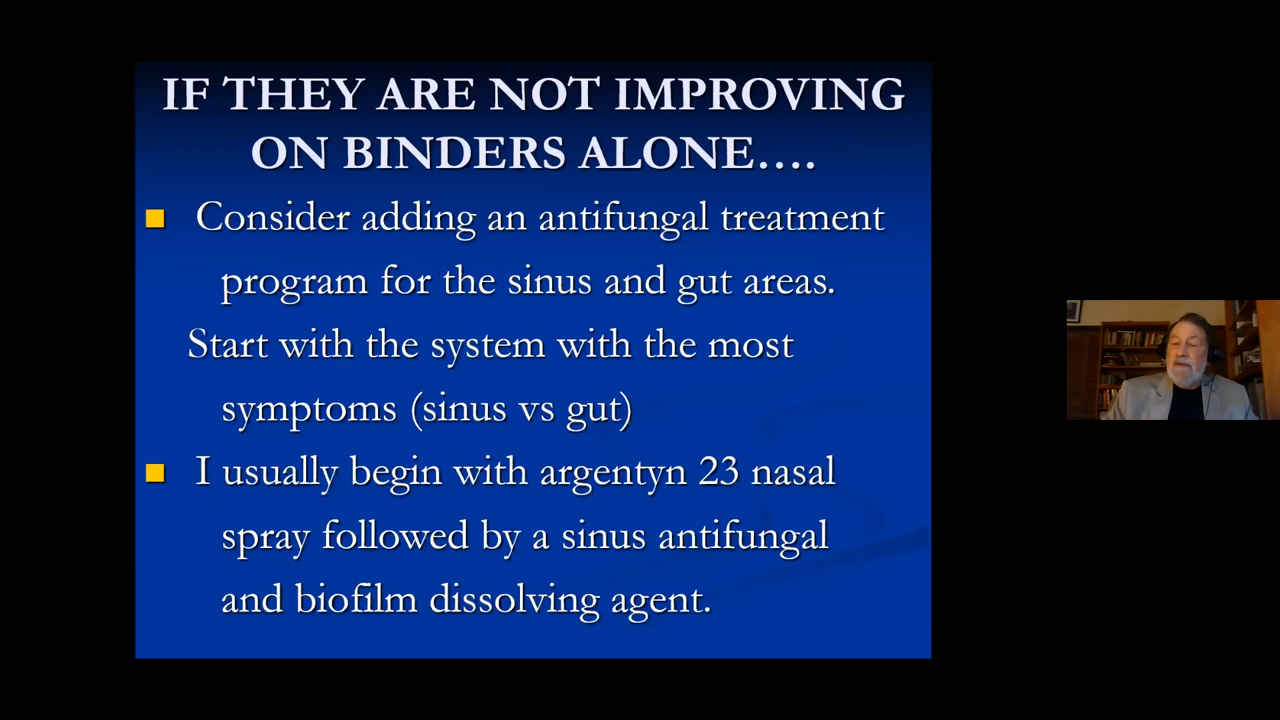 IF THEY ARE NOT IMPROVING
ON BINDERS ALONE….
Consider adding an antifungal treatment
program for the sinus and gut areas.
Start with the system with the most
symptoms (sinus vs gut)
I usually begin with argentyn 23 nasal
spray followed by a sinus antifungal
and biofilm dissolving agent.